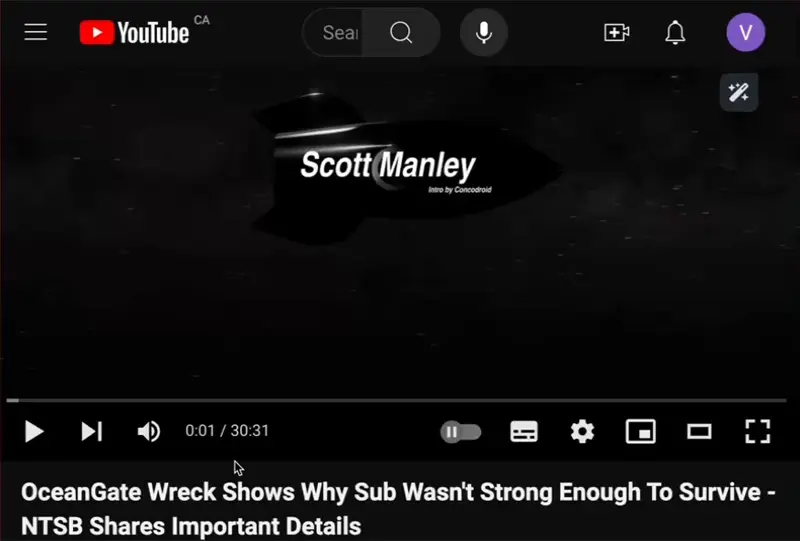 YouTube CA
Sear
V
Scott Manley
Intro by Concodroid
0:01 / 30:31
OceanGate Wreck Shows Why Sub Wasn't Strong Enough To Survive -
NTSB Shares Important Details